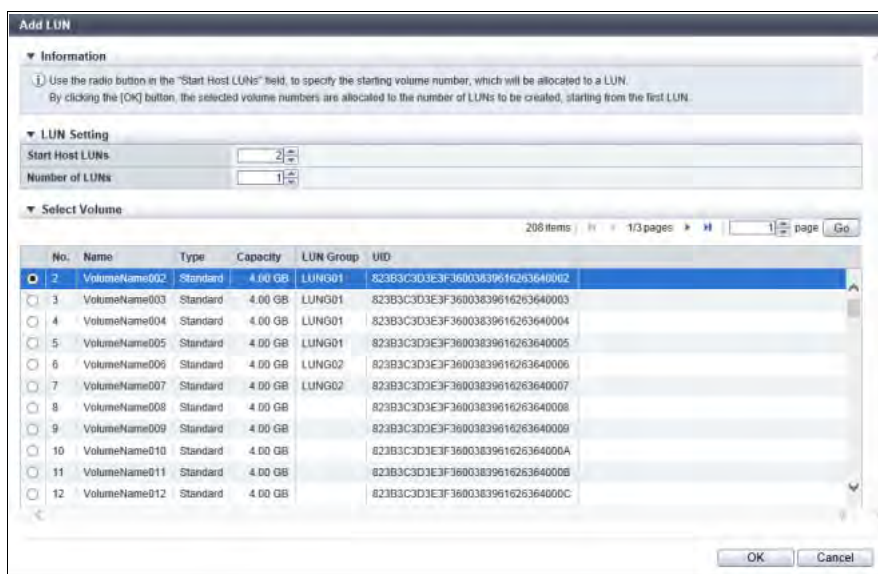 Add LUN
▼ Information
Use the radio button in the "Start Host LUNs" field, to specify the starting volume number, which will be allocated to a LUN.
By clicking the [OK] button, the selected volume numbers are allocated to the number of LUNs to be created, starting from the first LUN.
▼ LUN Setting
Start Host LUNs 2
Number of LUNs 1
▼ Select Volume
208 items 1/3 pages 1 page Go
No. Name Type Capacity LUN Group UID
2 VolumeName002 Standard 4.00 GB LUNG01 823B3C3D3E3F36003839616263640002
3 VolumeName003 Standard 4.00 GB LUNG01 823B3C3D3E3F36003839616263640003
4 VolumeName004 Standard 4.00 GB LUNG01 823B3C3D3E3F36003839616263640004
5 VolumeName005 Standard 4.00 GB LUNG01 823B3C3D3E3F36003839616263640005
6 VolumeName006 Standard 4.00 GB LUNG02 823B3C3D3E3F36003839616263640006
7 VolumeName007 Standard 4.00 GB LUNG02 823B3C3D3E3F36003839616263640007
8 VolumeName008 Standard 4.00 GB 823B3C3D3E3F36003839616263640008
9 VolumeName009 Standard 4.00 GB 823B3C3D3E3F36003839616263640009
10 VolumeName010 Standard 4.00 GB 823B3C3D3E3F3600383961626364000A
11 VolumeName011 Standard 4.00 GB 823B3C3D3E3F3600383961626364000B
12 VolumeName012 Standard 4.00 GB 823B3C3D3E3F3600383961626364000C
OK Cancel